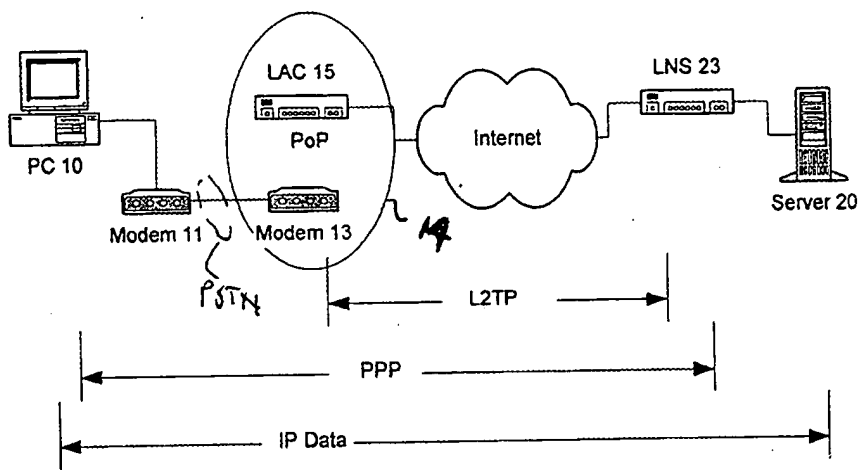 LAC 15
LNS 23
PoP
Internet
PC 10
Server 20
Modem 11
Modem 13
PSTN
L2TP
PPP
IP Data